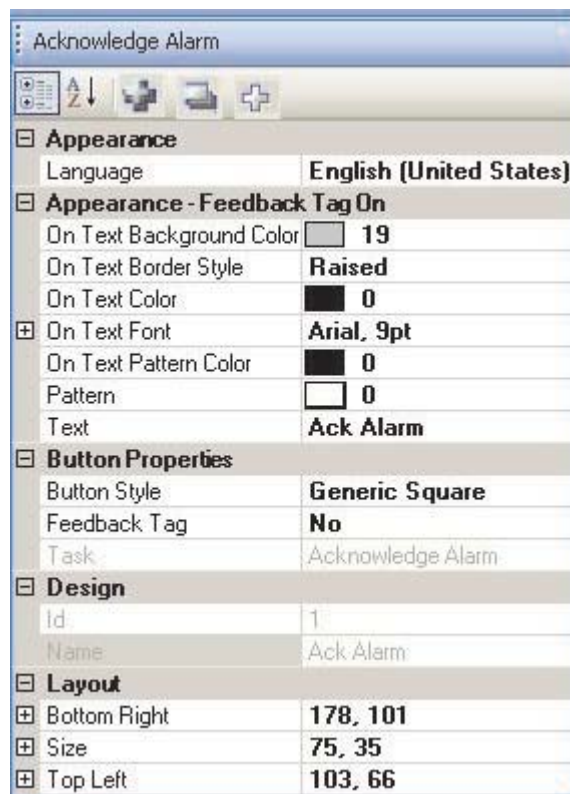 Acknowledge Alarm
A Z
Appearance
Language English (United States)
Appearance - Feedback Tag On
On Text Background Color 19
On Text Border Style Raised
On Text Color 0
On Text Font Arial, 9pt
On Text Pattern Color 0
Pattern 0
Text Ack Alarm
Button Properties
Button Style Generic Square
Feedback Tag No
Task Acknowledge Alarm
Design
Id 1
Name Ack Alarm
Layout
Bottom Right 178, 101
Size 75, 35
Top Left 103, 66